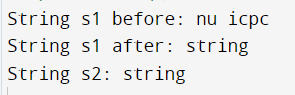 String s1 before: nu icpc
String s1 after: string
String s2: string